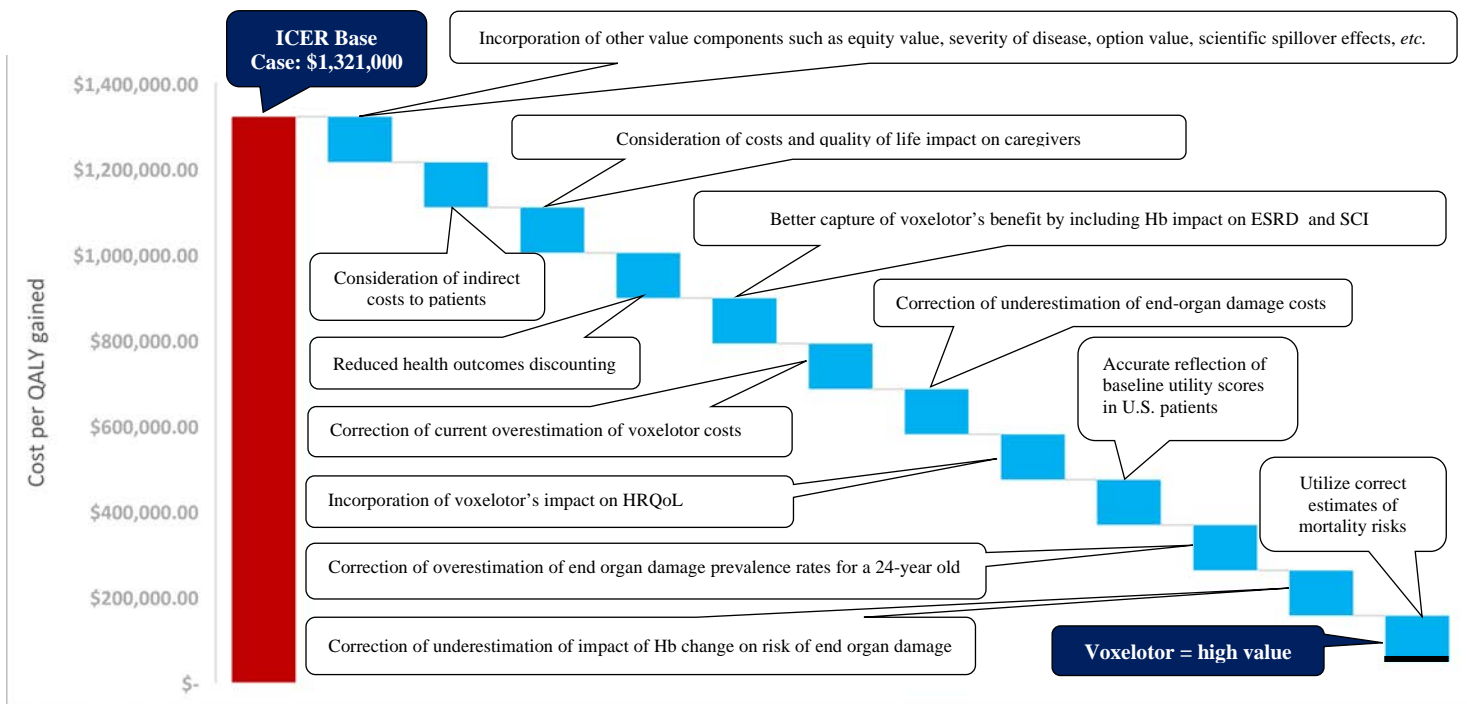 ICER Base
Case: $1,321,000
Incorporation of other value components such as equity value, severity of disease, option value, scientific spillover effects, etc.
$1,400,000.00
Consideration of costs and quality of life impact on caregivers
$1,200,000.00
Better capture of voxelotor’s benefit by including Hb impact on ESRD and SCI
$1,000,000.00
Consideration of indirect
costs to patients
Correction of underestimation of end-organ damage costs
$800,000.00
Reduced health outcomes discounting
Accurate reflection of
baseline utility scores
in U.S. patients
Cost per QALY gained
$600,000.00
Correction of current overestimation of voxelotor costs
Incorporation of voxelotor’s impact on HRQoL
Utilize correct
estimates of
mortality risks
$400,000.00
Correction of overestimation of end organ damage prevalence rates for a 24-year old
$200,000.00
Correction of underestimation of impact of Hb change on risk of end organ damage
Voxelotor = high value
$-